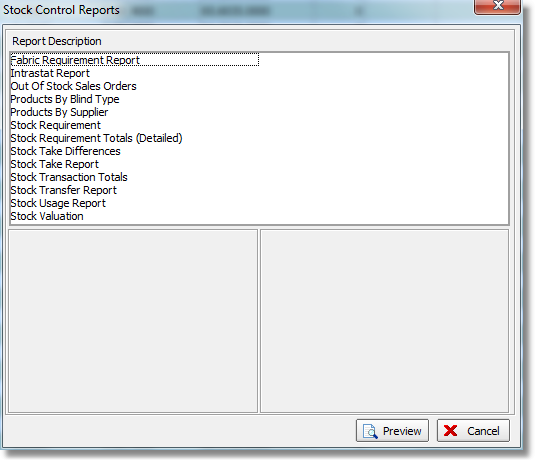 Stock Control Reports
Report Description
Fabric Requirement Report
Intrastat Report
Out Of Stock Sales Orders
Products By Blind Type
Products By Supplier
Stock Requirement
Stock Requirement Totals (Detailed)
Stock Take Differences
Stock Take Report
Stock Transaction Totals
Stock Transfer Report
Stock Usage Report
Stock Valuation
Preview Cancel